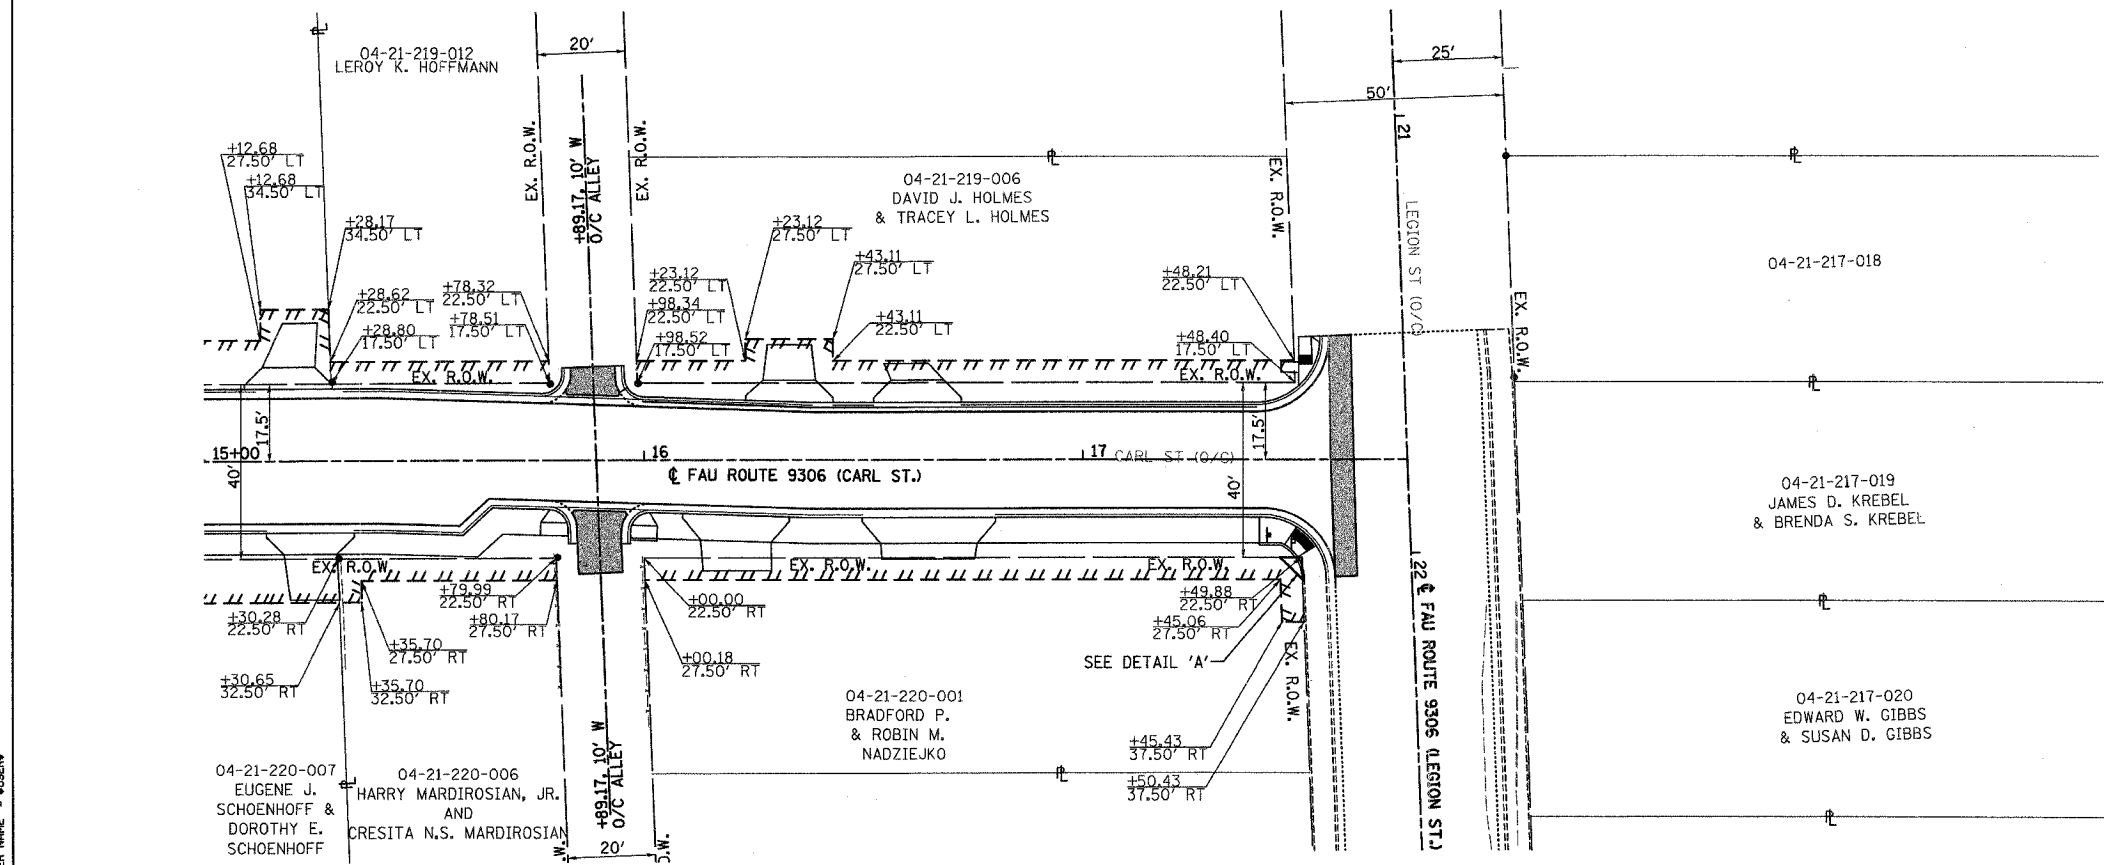 04-21-219-012
LEROY K. HOFFMANN
20'
25'
50'
21
EX. R.O.W.
+89.17, 10' W
O/C ALLEY
EX. R.O.W.
+12.68
27.50' LT
+12.68
34.50' LT
+28.17
34.50' LT
04-21-219-006
DAVID J. HOLMES
& TRACEY L. HOLMES
EX. R.O.W.
LEGION ST (O/C)
+23.12
27.50' LT
+43.11
27.50' LT
+48.21
22.50' LT
04-21-217-018
+28.62
22.50' LT
+78.32
22.50' LT
+23.12
22.50' LT
+98.34
22.50' LT
+28.80
17.50' LT
+78.51
17.50' LT
+98.52
17.50' LT
+43.11
22.50' LT
+48.40
17.50' LT
EX. R.O.W.
EX. R.O.W.
EX. R.O.W.
17.5'
17.5'
15+00
16
17
CARL ST (O/C)
℄ FAU ROUTE 9306 (CARL ST.)
40'
40'
04-21-217-019
JAMES D. KREBEL
& BRENDA S. KREBEL
EX. R.O.W.
EX. R.O.W.
EX. R.O.W.
22
℄ FAU ROUTE 9306 (LEGION ST.)
+30.28
22.50' RT
+79.99
22.50' RT
+80.17
27.50' RT
+00.00
22.50' RT
+49.88
22.50' RT
+45.06
27.50' RT
+35.70
27.50' RT
+00.18
27.50' RT
SEE DETAIL 'A'
EX. R.O.W.
+30.65
32.50' RT
+35.70
32.50' RT
04-21-220-001
BRADFORD P.
& ROBIN M.
NADZIEJKO
04-21-217-020
EDWARD W. GIBBS
& SUSAN D. GIBBS
+45.43
37.50' RT
+50.43
37.50' RT
+89.17, 10' W
O/C ALLEY
04-21-220-007
EUGENE J.
SCHOENHOFF &
DOROTHY E.
SCHOENHOFF
04-21-220-006
HARRY MARDIROSIAN, JR.
AND
CRESITA N.S. MARDIROSIAN
20'